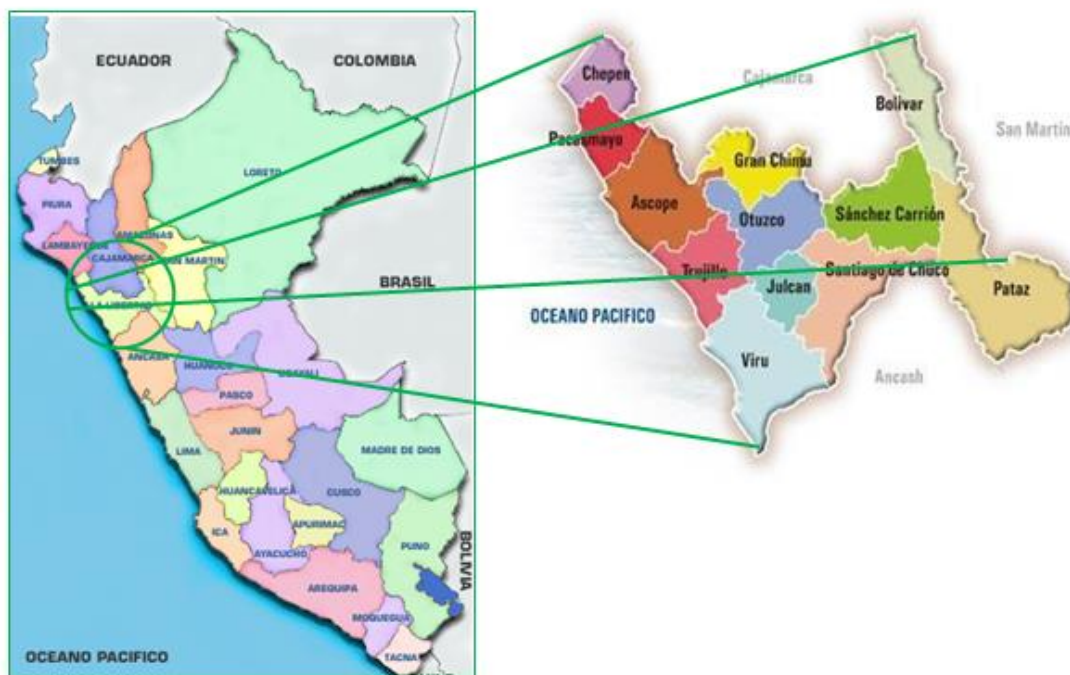 ECUADOR
COLOMBIA
TUMBES
LORETO
PIURA
AMAZONAS
LAMBAYEQUE
CAJAMARCA
SAN MARTIN
BRASIL
LA LIBERTAD
ANCASH
HUANUCO
UCAYALI
PASCO
JUNIN
LIMA
MADRE DE DIOS
HUANCAVELICA
CUSCO
ICA
APURIMAC
AYACUCHO
PUNO
BOLIVIA
AREQUIPA
MOQUEGUA
TACNA
OCEANO PACIFICO
Chepen
Cajamarca
Bolivar
San Martin
Pacasmayo
Gran Chimu
Ascope
Otuzco
Sánchez Carrión
Trujillo
Santiago de Chuco
Julcan
Pataz
OCEANO PACIFICO
Viru
Ancash